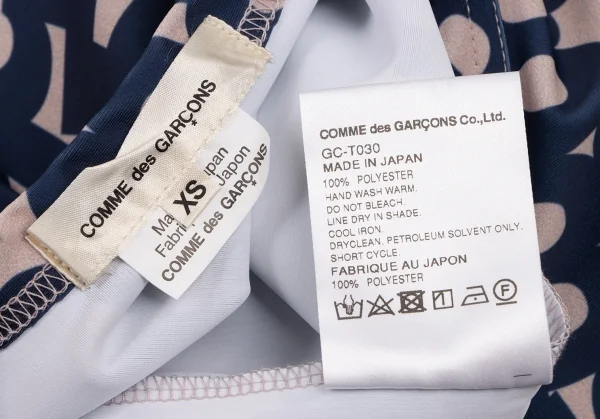 COMME des GARÇONS
XS
Ma pan
Fabri Japon
COMME des GARÇONS
COMME des GARÇONS Co.,Ltd.
GC-T030
MADE IN JAPAN
100% POLYESTER
HAND WASH WARM.
DO NOT BLEACH.
LINE DRY IN SHADE.
COOL IRON.
DRYCLEAN, PETROLEUM SOLVENT ONLY.
SHORT CYCLE.
FABRIQUE AU JAPON
100% POLYESTER
F